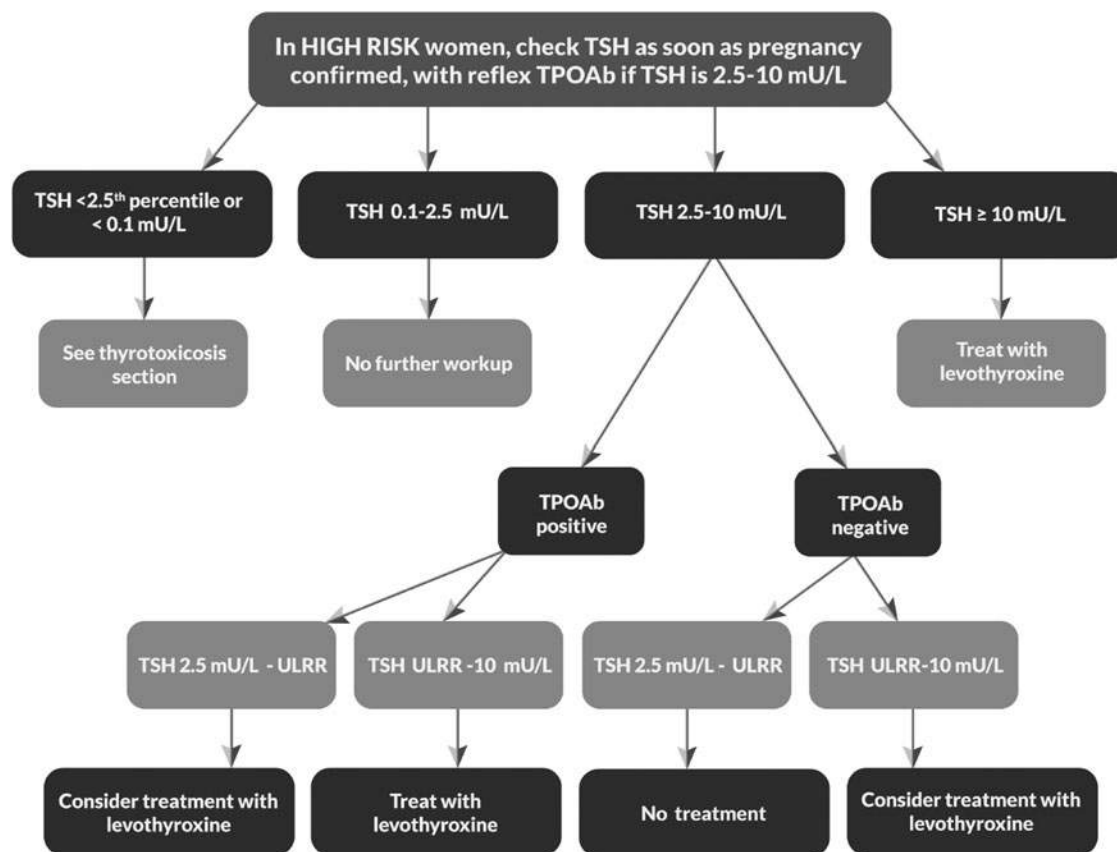 In HIGH RISK women, check TSH as soon as pregnancy
confirmed, with reflex TPOAb if TSH is 2.5-10 mU/L
TSH <2.5th percentile or
< 0.1 mU/L
TSH 0.1-2.5 mU/L
TSH 2.5-10 mU/L
TSH ≥ 10 mU/L
See thyrotoxicosis
section
No further workup
Treat with
levothyroxine
TPOAb
positive
TPOAb
negative
TSH 2.5 mU/L - ULRR
TSH ULRR -10 mU/L
TSH 2.5 mU/L - ULRR
TSH ULRR-10 mU/L
Consider treatment with
levothyroxine
Treat with
levothyroxine
No treatment
Consider treatment with
levothyroxine